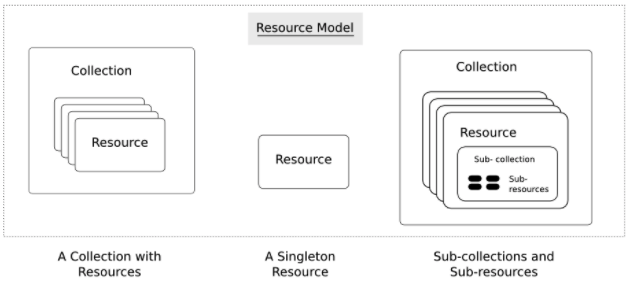 Resource Model
Collection
Resource
Resource
Collection
Resource
Sub- collection
Sub-
resources
A Collection with
Resources
A Singleton
Resource
Sub-collections and
Sub-resources